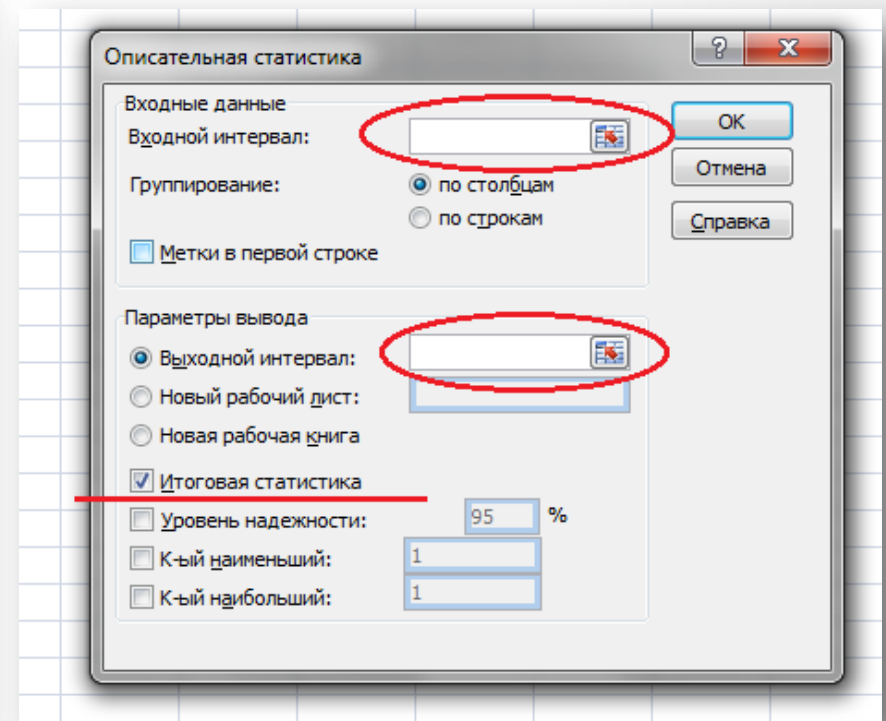 Описательная статистика
Входные данные
Входной интервал:
Группирование:
по столбцам
по строкам
Метки в первой строке
ОК
Отмена
Справка
Параметры вывода
Выходной интервал:
Новый рабочий лист:
Новая рабочая книга
Итоговая статистика
Уровень надежности: 95 %
К-ый наименьший: 1
К-ый наибольший: 1